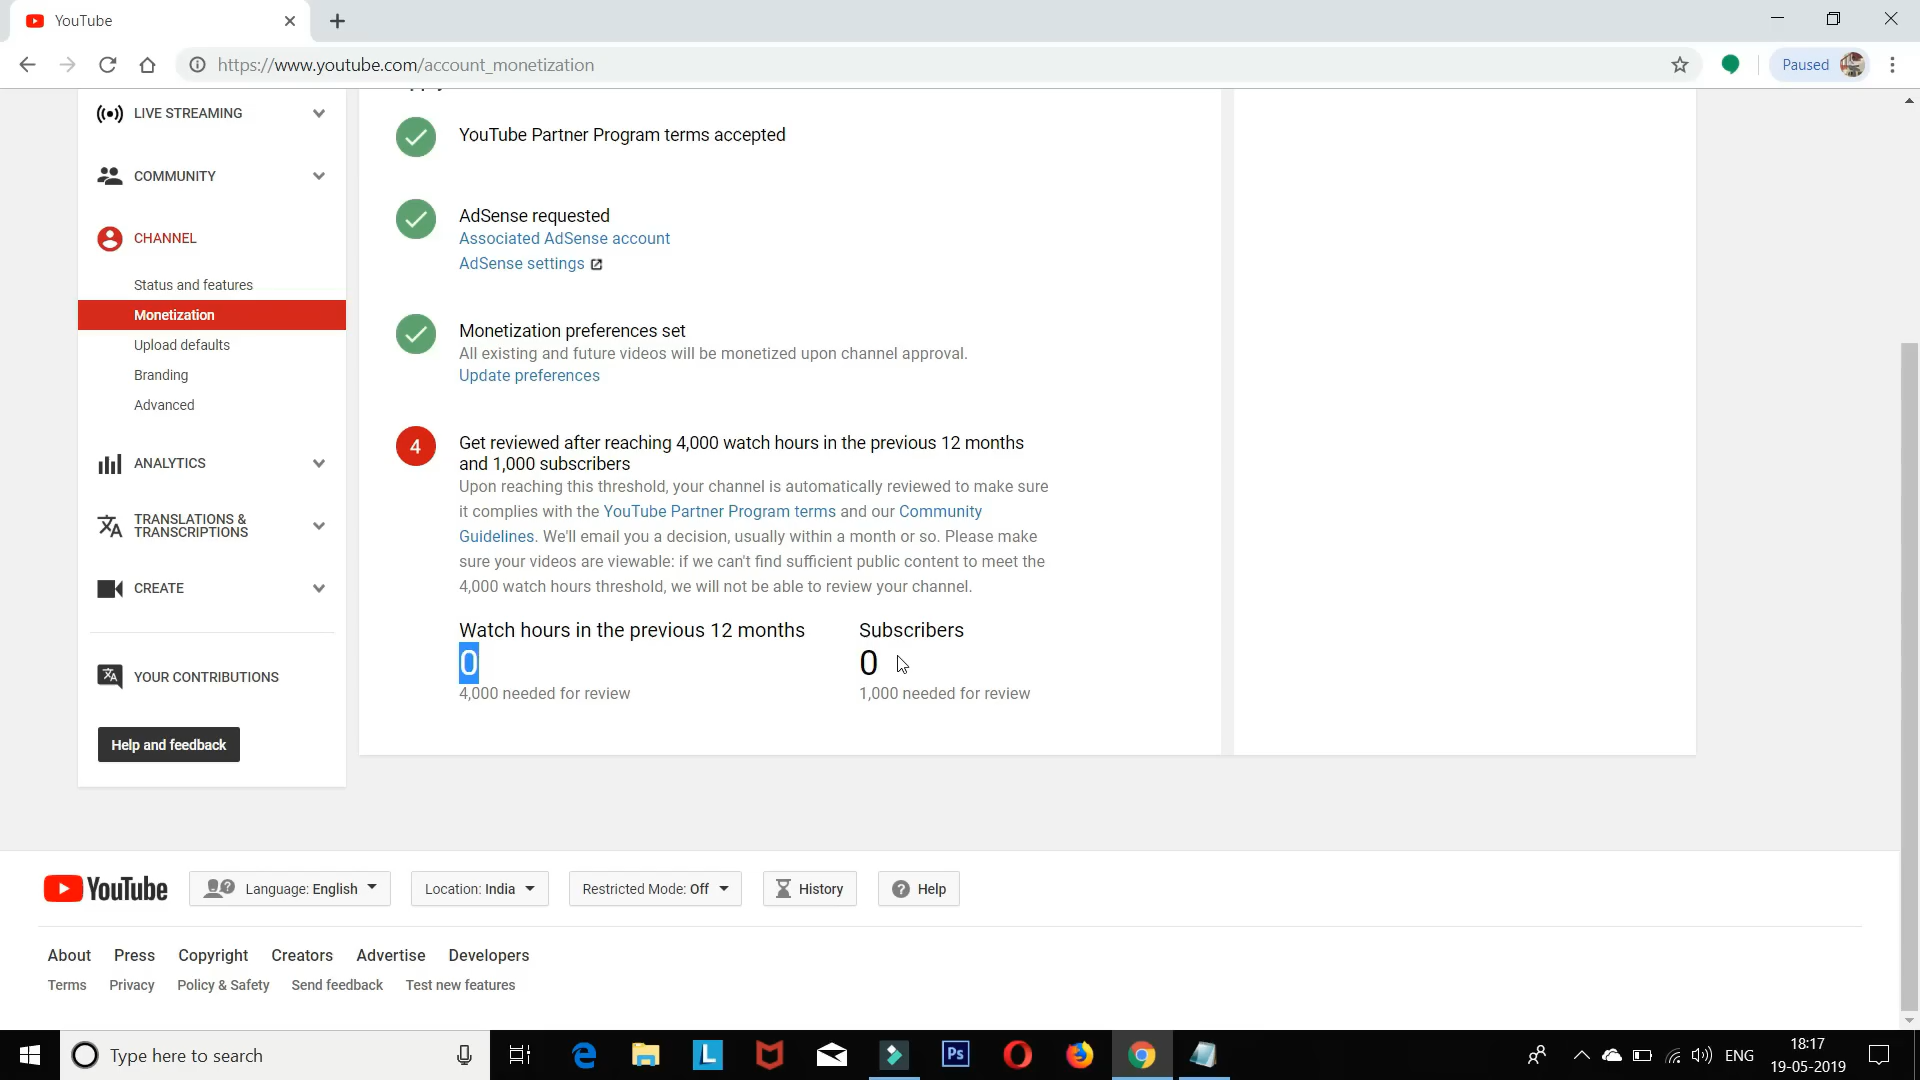 YouTube
https://www.youtube.com/account_monetization
Paused
LIVE STREAMING
COMMUNITY
CHANNEL
Status and features
Monetization
Upload defaults
Branding
Advanced
ANALYTICS
TRANSLATIONS &
TRANSCRIPTIONS
CREATE
YOUR CONTRIBUTIONS
Help and feedback
YouTube Partner Program terms accepted
AdSense requested
Associated AdSense account
AdSense settings
Monetization preferences set
All existing and future videos will be monetized upon channel approval.
Update preferences
4
Get reviewed after reaching 4,000 watch hours in the previous 12 months
and 1,000 subscribers
Upon reaching this threshold, your channel is automatically reviewed to make sure
it complies with the YouTube Partner Program terms and our Community
Guidelines. We'll email you a decision, usually within a month or so. Please make
sure your videos are viewable: if we can't find sufficient public content to meet the
4,000 watch hours threshold, we will not be able to review your channel.
Watch hours in the previous 12 months
0
4,000 needed for review
Subscribers
0
1,000 needed for review
YouTube
Language: English
Location: India
Restricted Mode: Off
History
Help
About Press Copyright Creators Advertise Developers
Terms Privacy Policy & Safety Send feedback Test new features
Type here to search
L
Ps
ENG
18:17
19-05-2019